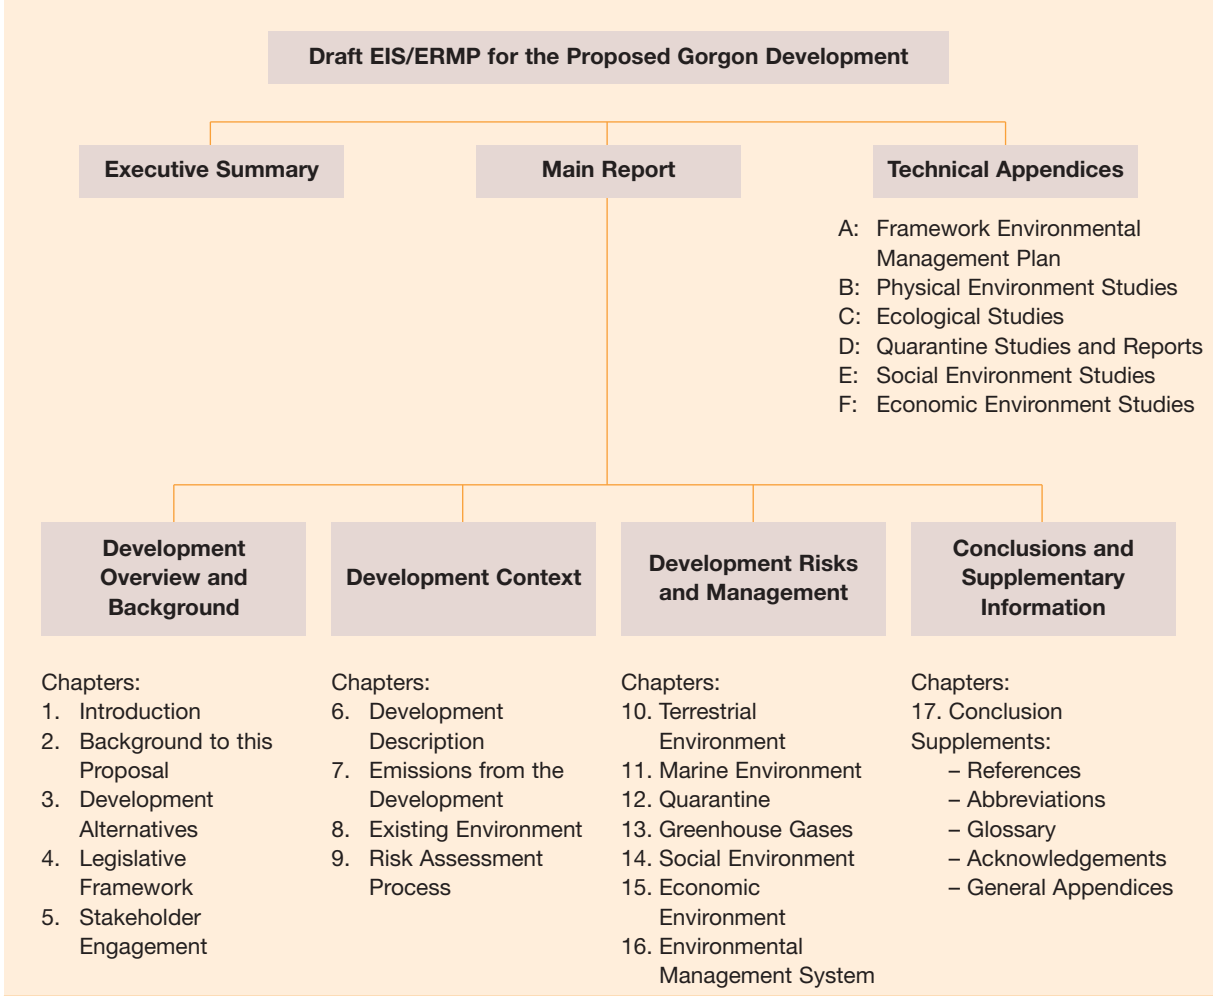 Draft EIS/ERMP for the Proposed Gorgon Development
Executive Summary
Main Report
Technical Appendices
A: Framework Environmental
Management Plan
B: Physical Environment Studies
C: Ecological Studies
D: Quarantine Studies and Reports
E: Social Environment Studies
F: Economic Environment Studies
Development
Overview and
Background
Chapters:
1. Introduction
2. Background to this
Proposal
3. Development
Alternatives
4. Legislative
Framework
5. Stakeholder
Engagement
Development Context
Chapters:
6. Development
Description
7. Emissions from the
Development
8. Existing Environment
9. Risk Assessment
Process
Development Risks
and Management
Chapters:
10. Terrestrial
Environment
11. Marine Environment
12. Quarantine
13. Greenhouse Gases
14. Social Environment
15. Economic
Environment
16. Environmental
Management System
Conclusions and
Supplementary
Information
Chapters:
17. Conclusion
Supplements:
– References
– Abbreviations
– Glossary
– Acknowledgements
– General Appendices